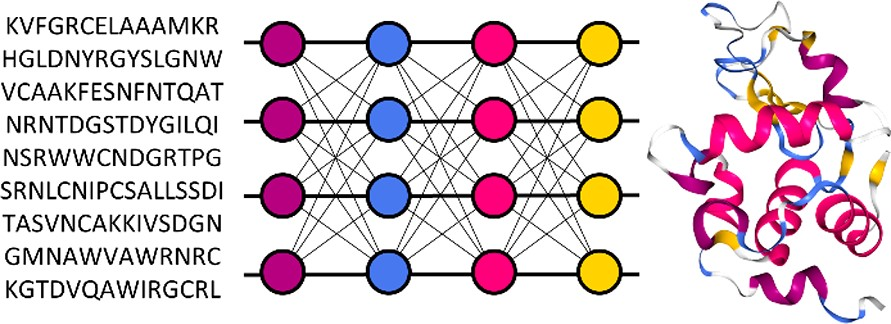 KVFGRCELAAAMKR
HGLDNYRGYSLGNW
VCAAKFESNFNTQAT
NRNTDGSTDYGILQI
NSRWWCNDGRTPG
SRNLCNIPCSALLSSDI
TASVNCAKKIVSDGN
GMNAWVAWRNRC
KGTDVQAWIRGCRL